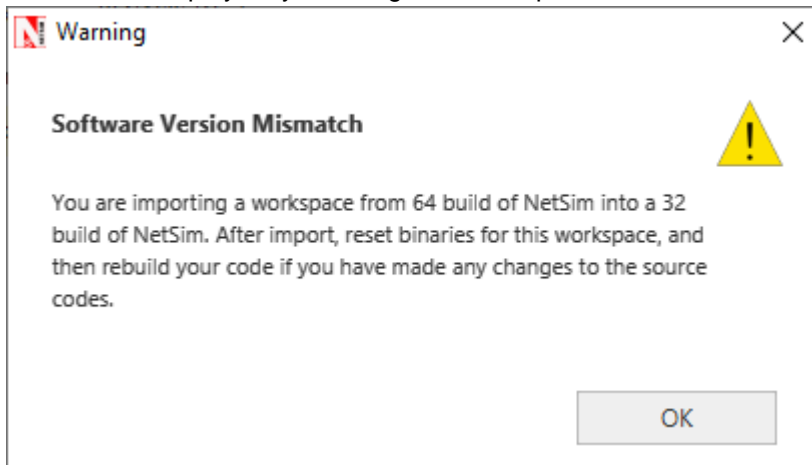 Warning
Software Version Mismatch
You are importing a workspace from 64 build of NetSim into a 32
build of NetSim. After import, reset binaries for this workspace, and
then rebuild your code if you have made any changes to the source
codes.
OK